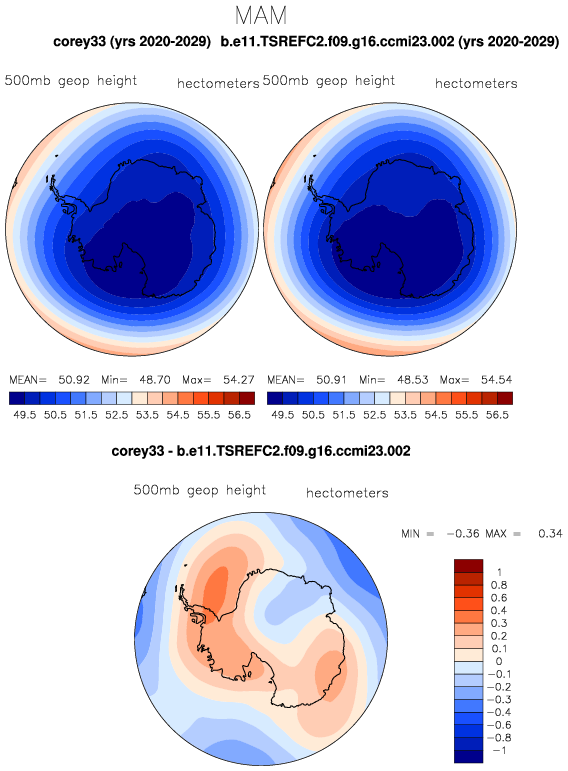 MAM
corey33 (yrs 2020-2029) b.e11.TSREFC2.f09.g16.ccmi23.002 (yrs 2020-2029)
500mb geop height hectometers 500mb geop height hectometers
MEAN= 50.92 Min= 48.70 Max= 54.27 MEAN= 50.91 Min= 48.53 Max= 54.54
49.5 50.5 51.5 52.5 53.5 54.5 55.5 56.5 49.5 50.5 51.5 52.5 53.5 54.5 55.5 56.5
corey33 - b.e11.TSREFC2.f09.g16.ccmi23.002
500mb geop height hectometers
MIN = -0.36 MAX = 0.34
1
0.8
0.6
0.4
0.3
0.2
0.1
0
-0.1
-0.2
-0.3
-0.4
-0.6
-0.8
-1